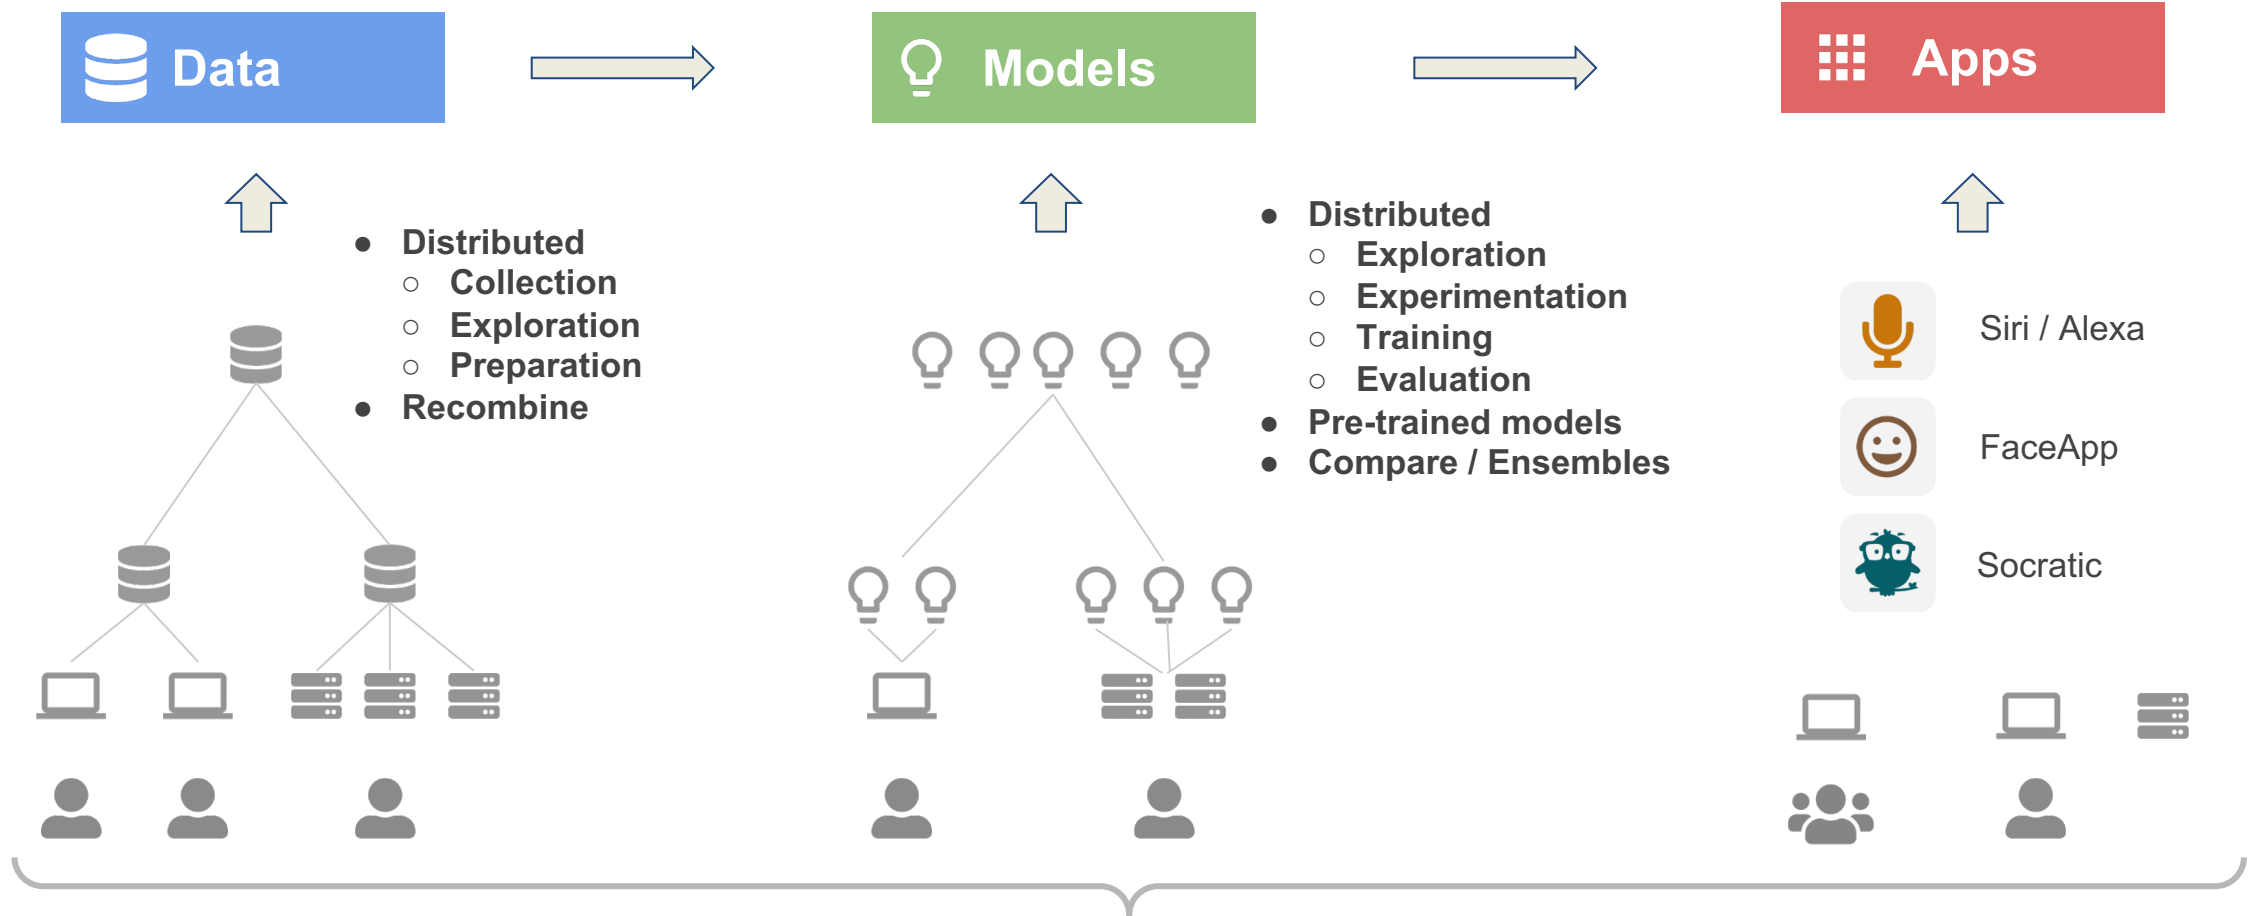 Data
Models
Apps
● Distributed
○ Collection
○ Exploration
○ Preparation
● Recombine
● Distributed
○ Exploration
○ Experimentation
○ Training
○ Evaluation
● Pre-trained models
● Compare / Ensembles
Siri / Alexa
FaceApp
Socratic